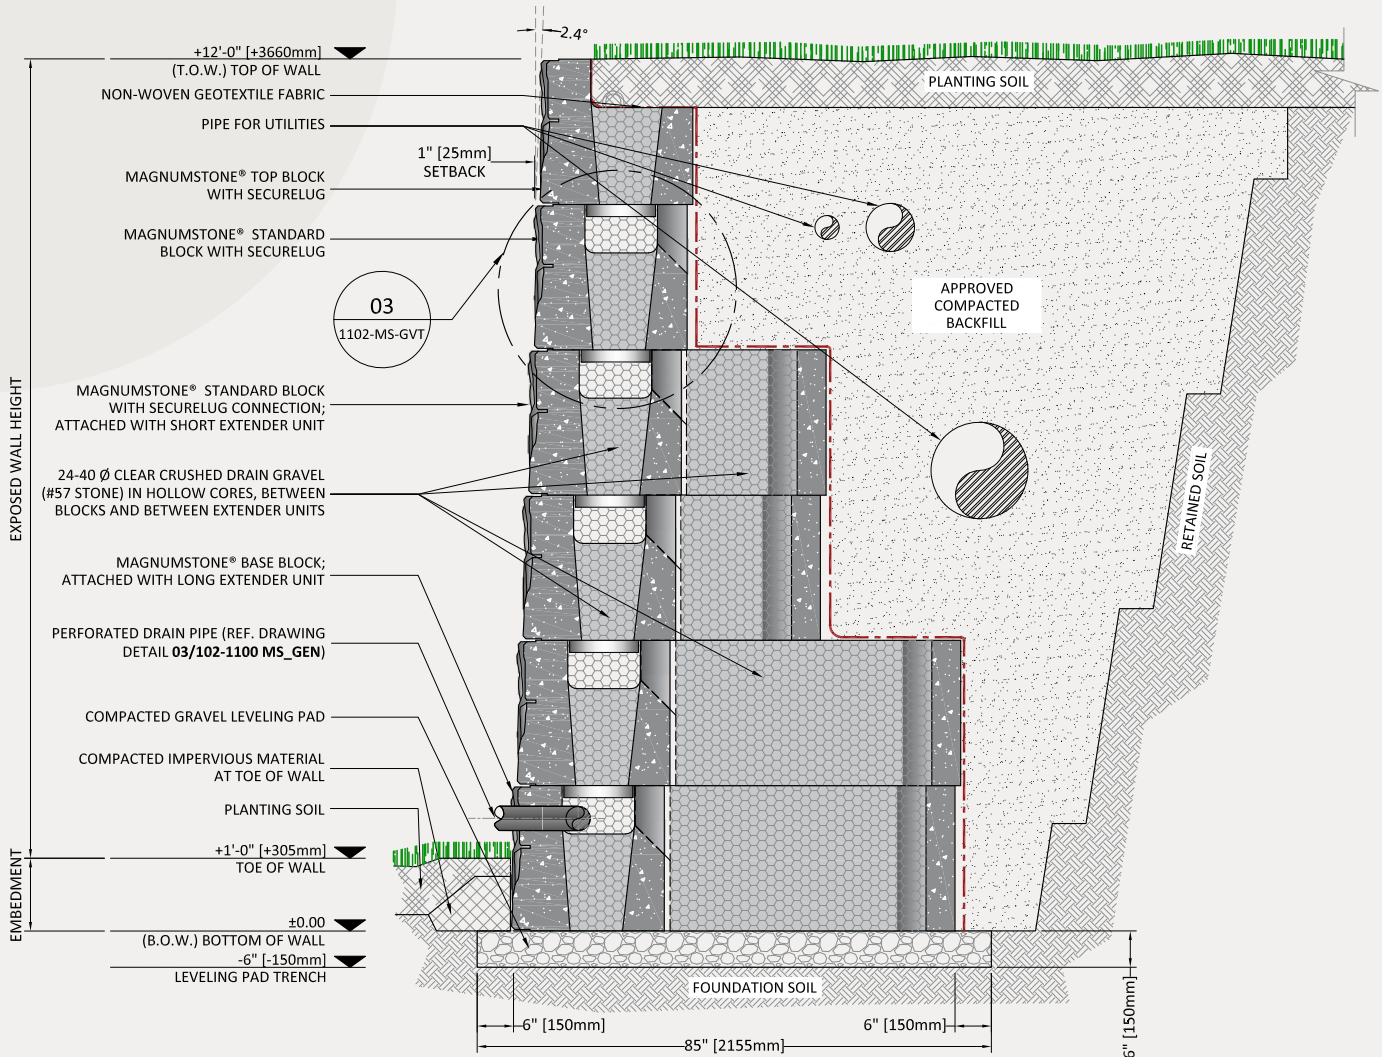 2.4°
+12'-0" [+3660mm]
(T.O.W.) TOP OF WALL
NON-WOVEN GEOTEXTILE FABRIC
PIPE FOR UTILITIES
1" [25mm]
SETBACK
MAGNUMSTONE® TOP BLOCK
WITH SECURELUG
MAGNUMSTONE® STANDARD
BLOCK WITH SECURELUG
03
1102-MS-GVT
PLANTING SOIL
APPROVED
COMPACTED
BACKFILL
RETAINED SOIL
EXPOSED WALL HEIGHT
MAGNUMSTONE® STANDARD BLOCK
WITH SECURELUG CONNECTION;
ATTACHED WITH SHORT EXTENDER UNIT
24-40 Ø CLEAR CRUSHED DRAIN GRAVEL
(#57 STONE) IN HOLLOW CORES, BETWEEN
BLOCKS AND BETWEEN EXTENDER UNITS
MAGNUMSTONE® BASE BLOCK;
ATTACHED WITH LONG EXTENDER UNIT
PERFORATED DRAIN PIPE (REF. DRAWING
DETAIL 03/102-1100 MS_GEN)
COMPACTED GRAVEL LEVELING PAD
COMPACTED IMPERVIOUS MATERIAL
AT TOE OF WALL
PLANTING SOIL
+1'-0" [+305mm]
TOE OF WALL
EMBEDMENT
±0.00
(B.O.W.) BOTTOM OF WALL
-6" [-150mm]
LEVELING PAD TRENCH
FOUNDATION SOIL
6" [150mm]
6" [150mm]
85" [2155mm]
6" [150mm]